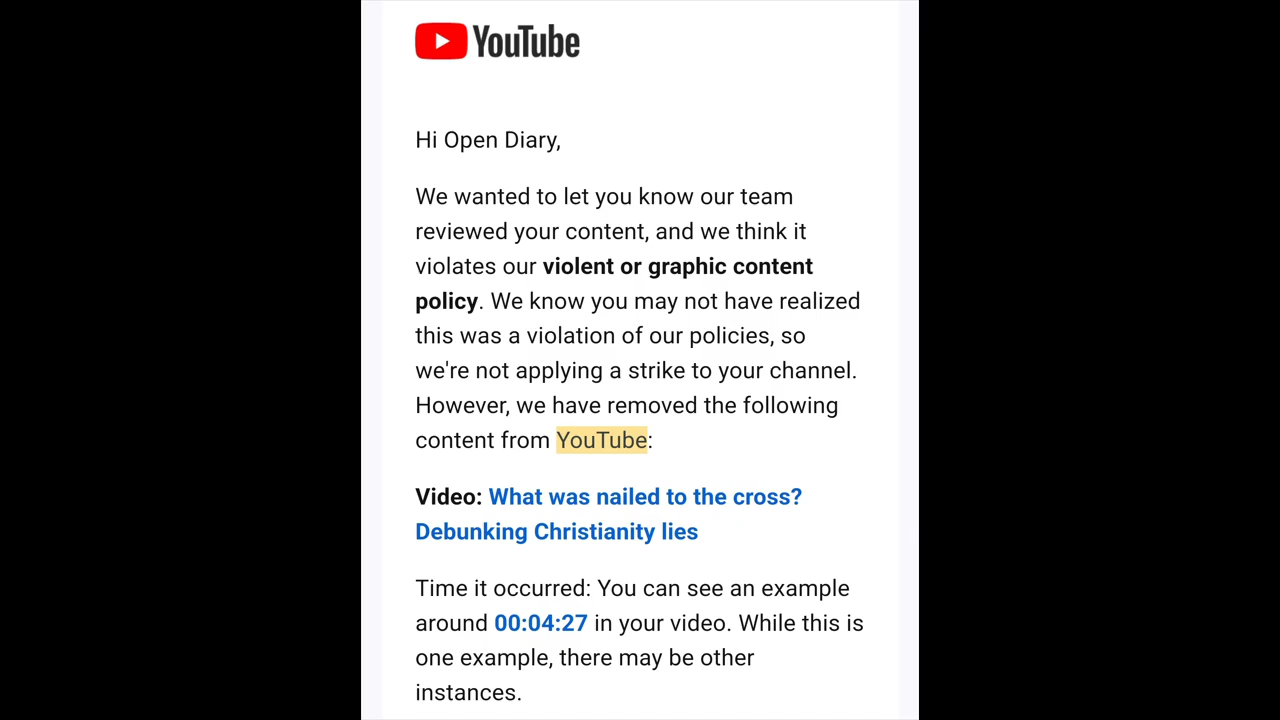 YouTube
Hi Open Diary,
We wanted to let you know our team
reviewed your content, and we think it
violates our violent or graphic content
policy. We know you may not have realized
this was a violation of our policies, so
we're not applying a strike to your channel.
However, we have removed the following
content from YouTube:
Video: What was nailed to the cross?
Debunking Christianity lies
Time it occurred: You can see an example
around 00:04:27 in your video. While this is
one example, there may be other
instances.